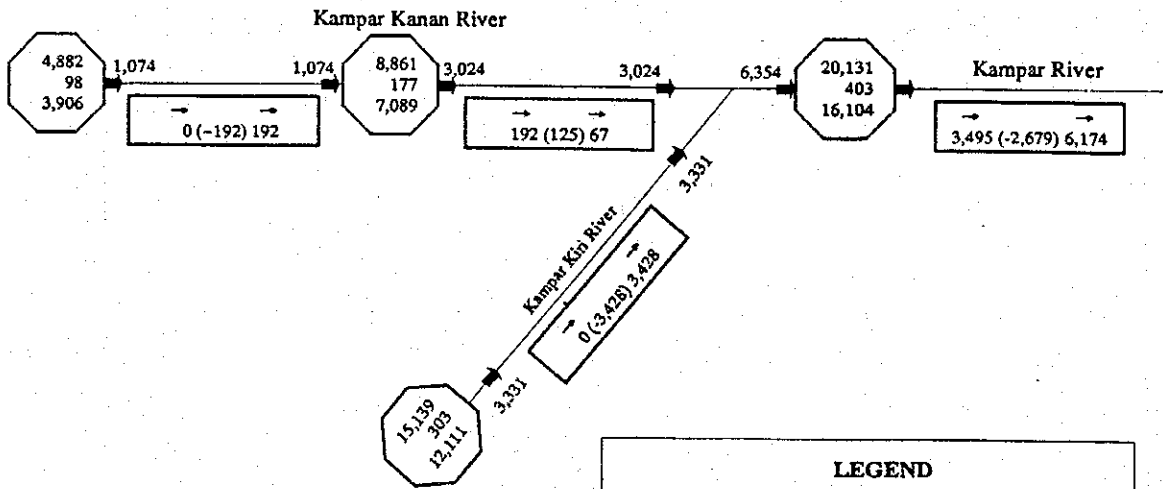 Kampar Kanan River
4,882
98
3,906
1,074
1,074
8,861
177
7,089
3,024
3,024
6,354
20,131
403
16,104
Kampar River
0 (-192) 192
192 (125) 67
3,495 (-2,679) 6,174
3,331
Kampar Kiri River
0 (-3,428) 3,428
3,331
15,139
303
12,111
LEGEND